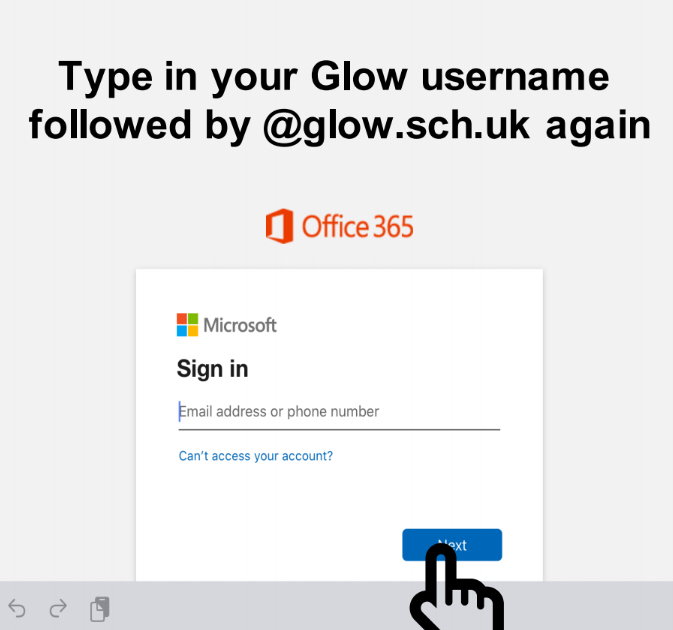 Type in your Glow username
followed by @glow.sch.uk again
Office 365
Microsoft
Sign in
Email address or phone number
Can't access your account?
Next